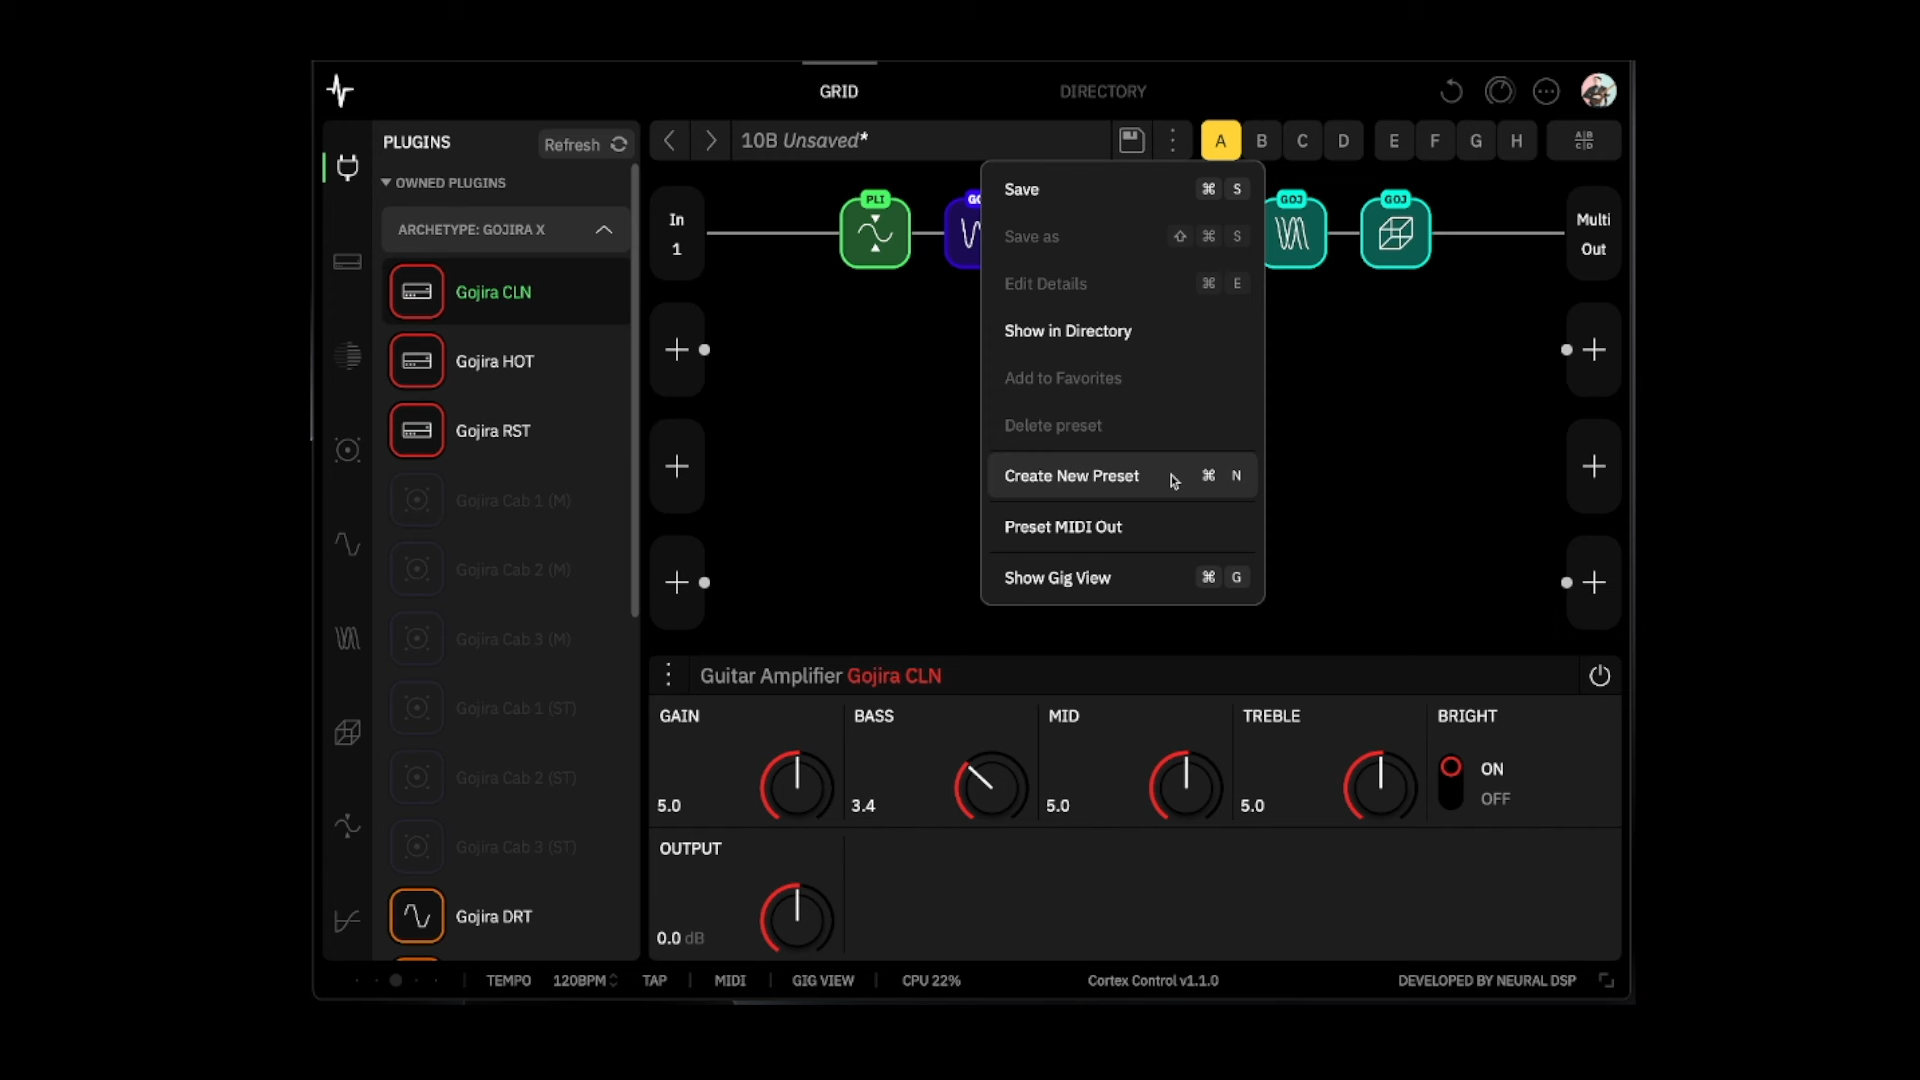 GRID
DIRECTORY
PLUGINS
Refresh
OWNED PLUGINS
ARCHETYPE: GOJIRA X
Gojira CLN
Gojira HOT
Gojira RST
Gojira Cab 1 (M)
Gojira Cab 2 (M)
Gojira Cab 3 (M)
Gojira Cab 1 (ST)
Gojira Cab 2 (ST)
Gojira Cab 3 (ST)
Gojira DRT
10B Unsaved*
A B C D E F G H
A B
C D
In
1
PLI
GOJ
GOJ
Multi
Out
Save ⌘ S
Save as ⇧ ⌘ S
Edit Details ⌘ E
Show in Directory
Add to Favorites
Delete preset
Create New Preset ⌘ N
Preset MIDI Out
Show Gig View ⌘ G
Guitar Amplifier Gojira CLN
GAIN
5.0
BASS
3.4
MID
5.0
TREBLE
5.0
BRIGHT
ON
OFF
OUTPUT
0.0 dB
TEMPO 120BPM TAP MIDI GIG VIEW CPU 22% Cortex Control v1.1.0 DEVELOPED BY NEURAL DSP